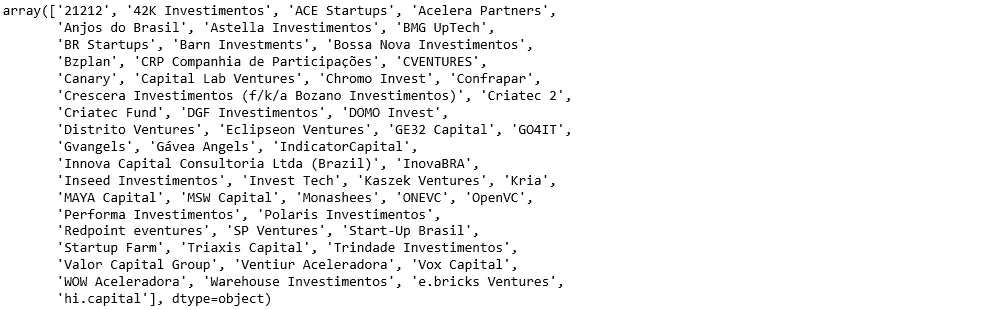 array(['21212', '42K Investimentos', 'ACE Startups', 'Acelera Partners',
       'Anjos do Brasil', 'Astella Investimentos', 'BMG UpTech',
       'BR Startups', 'Barn Investments', 'Bossa Nova Investimentos',
       'Bzplan', 'CRP Companhia de Participações', 'CVENTURES',
       'Canary', 'Capital Lab Ventures', 'Chromo Invest', 'Confrapar',
       'Crescera Investimentos (f/k/a Bozano Investimentos)', 'Criatec 2',
       'Criatec Fund', 'DGF Investimentos', 'DOMO Invest',
       'Distrito Ventures', 'Eclipseon Ventures', 'GE32 Capital', 'GO4IT',
       'Gvangels', 'Gávea Angels', 'IndicatorCapital',
       'Innova Capital Consultoria Ltda (Brazil)', 'InovaBRA',
       'Inseed Investimentos', 'Invest Tech', 'Kaszek Ventures', 'Kria',
       'MAYA Capital', 'MSW Capital', 'Monashees', 'ONEVC', 'OpenVC',
       'Performa Investimentos', 'Polaris Investimentos',
       'Redpoint eventures', 'SP Ventures', 'Start-Up Brasil',
       'Startup Farm', 'Triaxis Capital', 'Trindade Investimentos',
       'Valor Capital Group', 'Ventiur Aceleradora', 'Vox Capital',
       'WOW Aceleradora', 'Warehouse Investimentos', 'e.bricks Ventures',
       'hi.capital'], dtype=object)